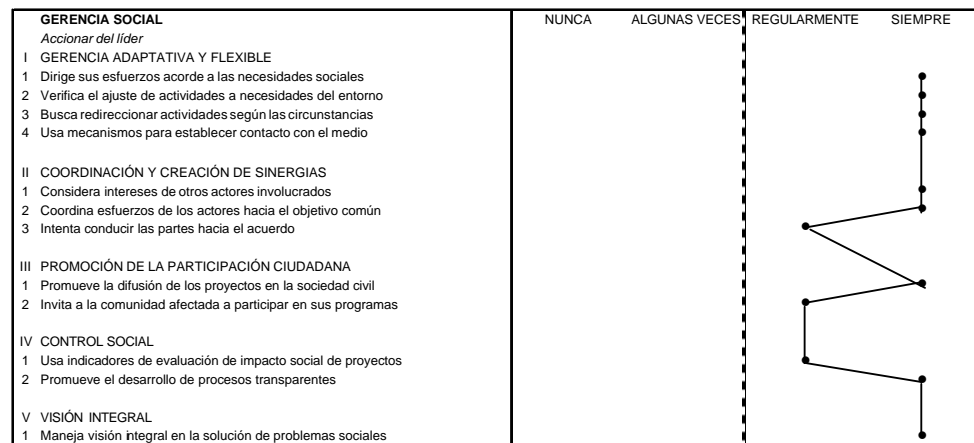 GERENCIA SOCIAL NUNCA ALGUNAS VECES REGULARMENTE SIEMPRE
Accionar del líder
I GERENCIA ADAPTATIVA Y FLEXIBLE
1 Dirige sus esfuerzos acorde a las necesidades sociales
2 Verifica el ajuste de actividades a necesidades del entorno
3 Busca redireccionar actividades según las circunstancias
4 Usa mecanismos para establecer contacto con el medio
II COORDINACIÓN Y CREACIÓN DE SINERGIAS
1 Considera intereses de otros actores involucrados
2 Coordina esfuerzos de los actores hacia el objetivo común
3 Intenta conducir las partes hacia el acuerdo
III PROMOCIÓN DE LA PARTICIPACIÓN CIUDADANA
1 Promueve la difusión de los proyectos en la sociedad civil
2 Invita a la comunidad afectada a participar en sus programas
IV CONTROL SOCIAL
1 Usa indicadores de evaluación de impacto social de proyectos
2 Promueve el desarrollo de procesos transparentes
V VISIÓN INTEGRAL
1 Maneja visión integral en la solución de problemas sociales